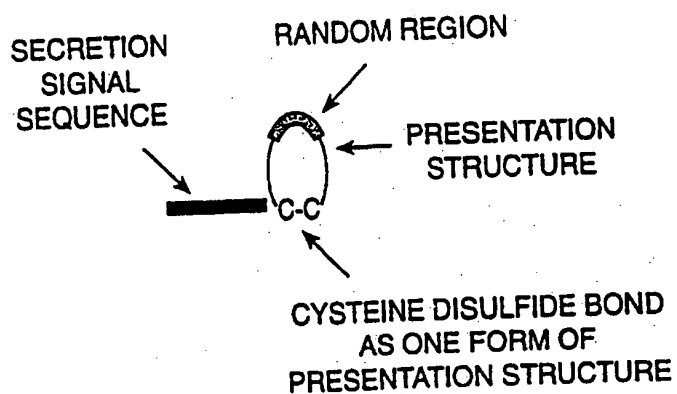 SECRETION
SIGNAL
SEQUENCE
RANDOM REGION
PRESENTATION
STRUCTURE
C-C
CYSTEINE DISULFIDE BOND
AS ONE FORM OF
PRESENTATION STRUCTURE